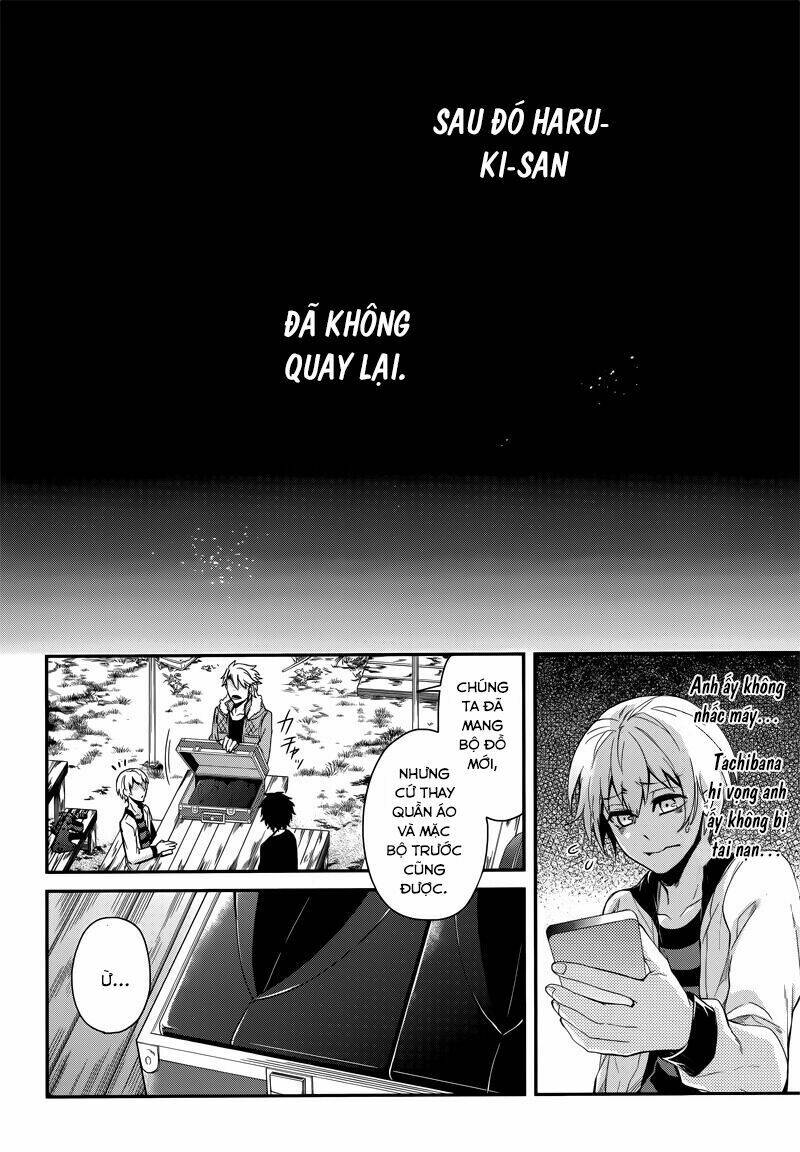 SAU ĐÓ HARU-
KI-SAN
ĐÃ KHÔNG
QUAY LẠI.
Anh ấy không
nhấc máy...
Tachibana
hi vọng anh
ấy không bị
tai nạn...
CHÚNG
TA ĐÃ
MANG
BỘ ĐỒ
MỚI,
NHƯNG
CỨ THAY
QUẦN ÁO
VÀ MẶC
BỘ TRƯỚC
CŨNG
ĐƯỢC.
Ừ...